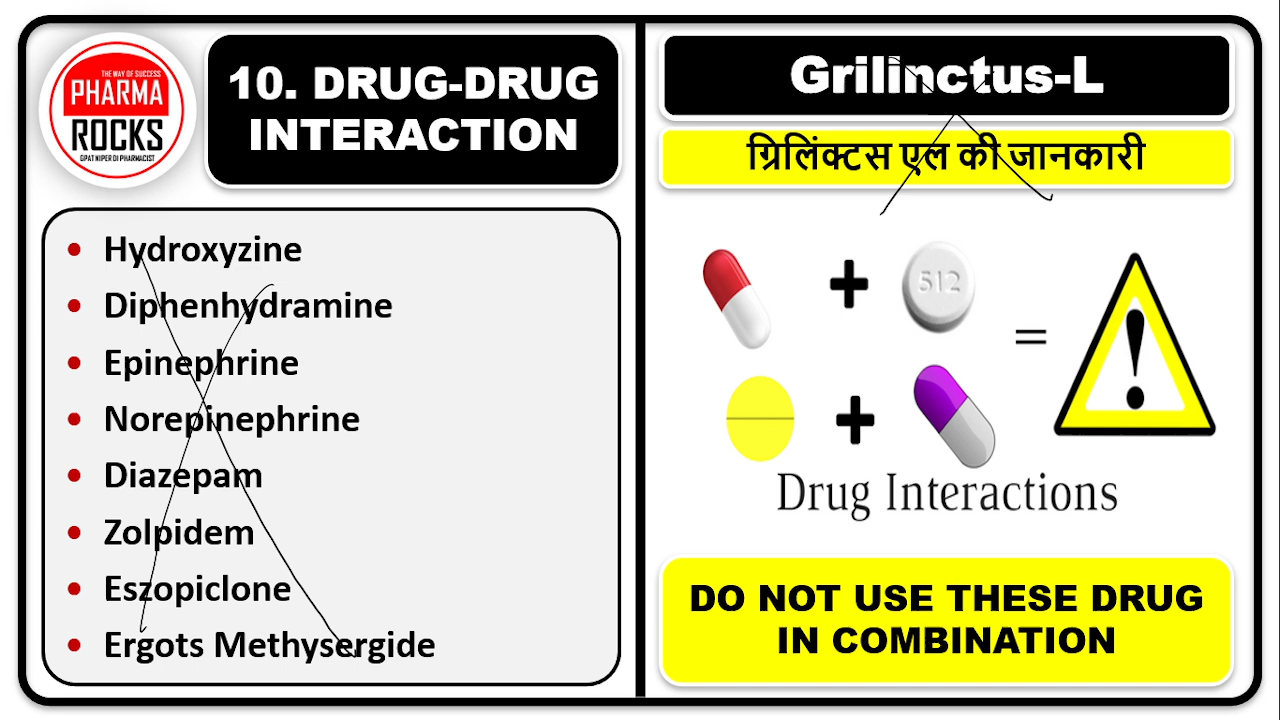 THE WAY OF SUCCESS
PHARMA
ROCKS
GPAT NIPER DI PHARMACIST
10. DRUG-DRUG
INTERACTION
• Hydroxyzine
• Diphenhydramine
• Epinephrine
• Norepinephrine
• Diazepam
• Zolpidem
• Eszopiclone
• Ergots Methysergide
Grilinctus-L
ग्रिलिंक्टस एल की जानकारी
+
512
=
+
!
Drug Interactions
DO NOT USE THESE DRUG
IN COMBINATION